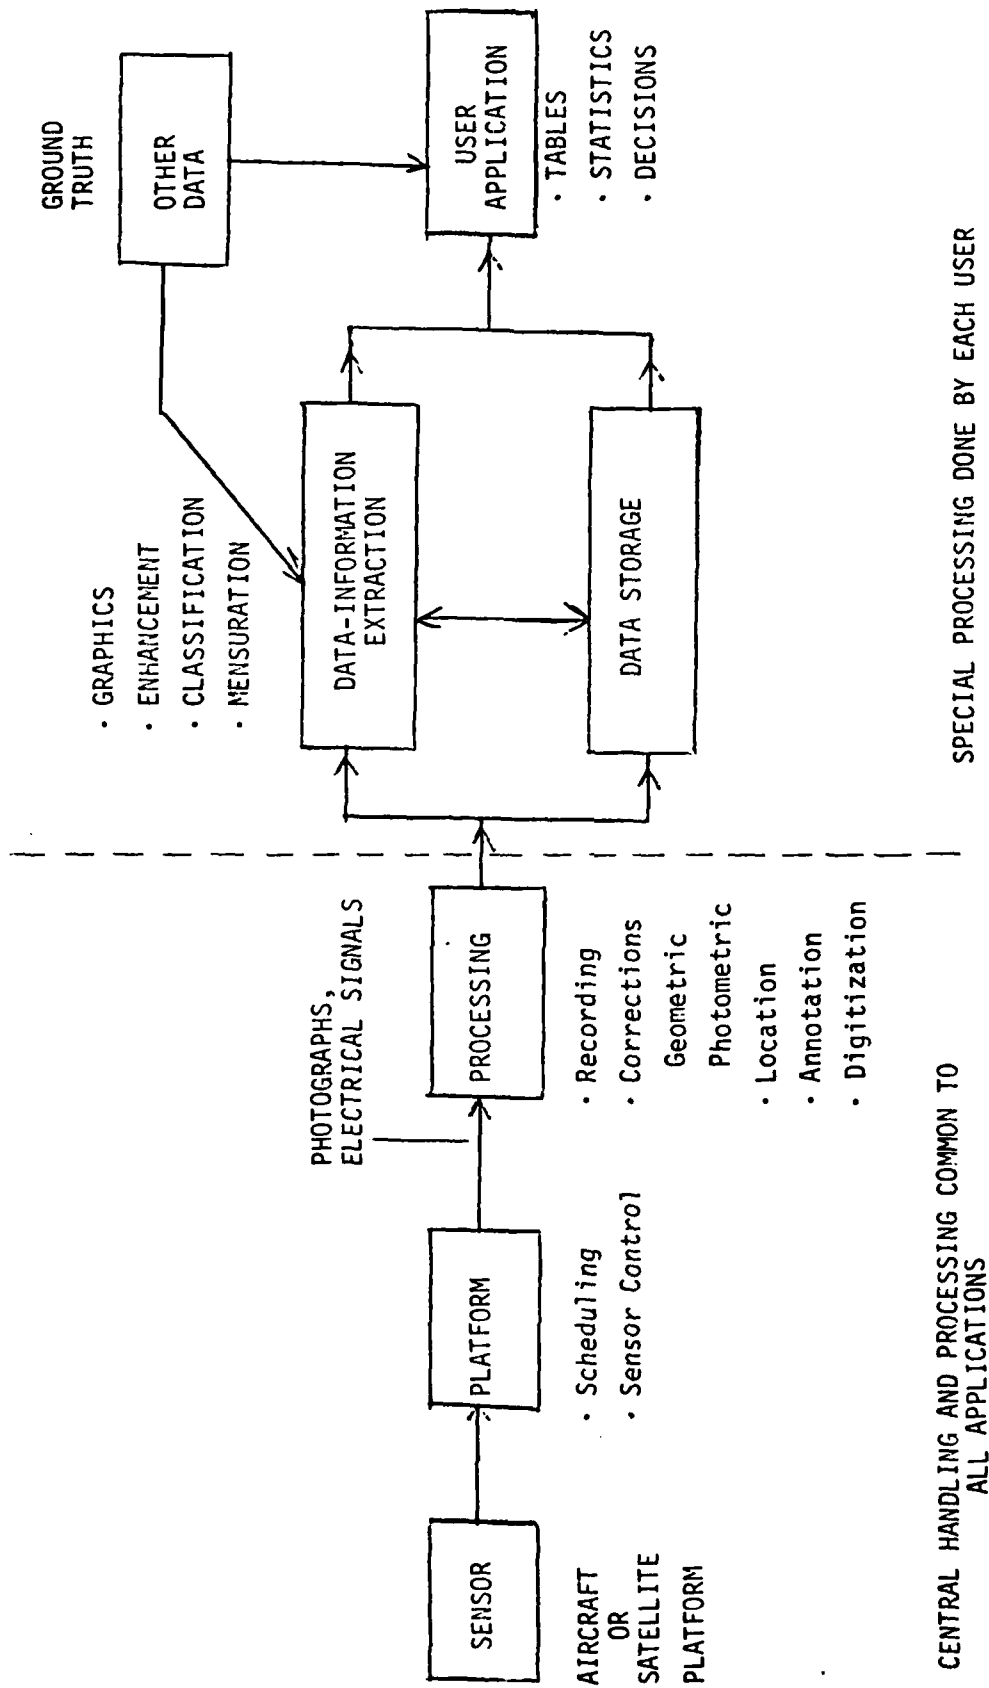 SENSOR
AIRCRAFT
OR
SATELLITE
PLATFORM
PLATFORM
· Scheduling
· Sensor Control
PHOTOGRAPHS,
ELECTRICAL SIGNALS
PROCESSING
· Recording
· Corrections
Geometric
Photometric
· Location
· Annotation
· Digitization
· GRAPHICS
· ENHANCEMENT
· CLASSIFICATION
· MENSURATION
DATA-INFORMATION
EXTRACTION
DATA STORAGE
GROUND
TRUTH
OTHER
DATA
USER
APPLICATION
· TABLES
· STATISTICS
· DECISIONS
CENTRAL HANDLING AND PROCESSING COMMON TO
ALL APPLICATIONS
SPECIAL PROCESSING DONE BY EACH USER